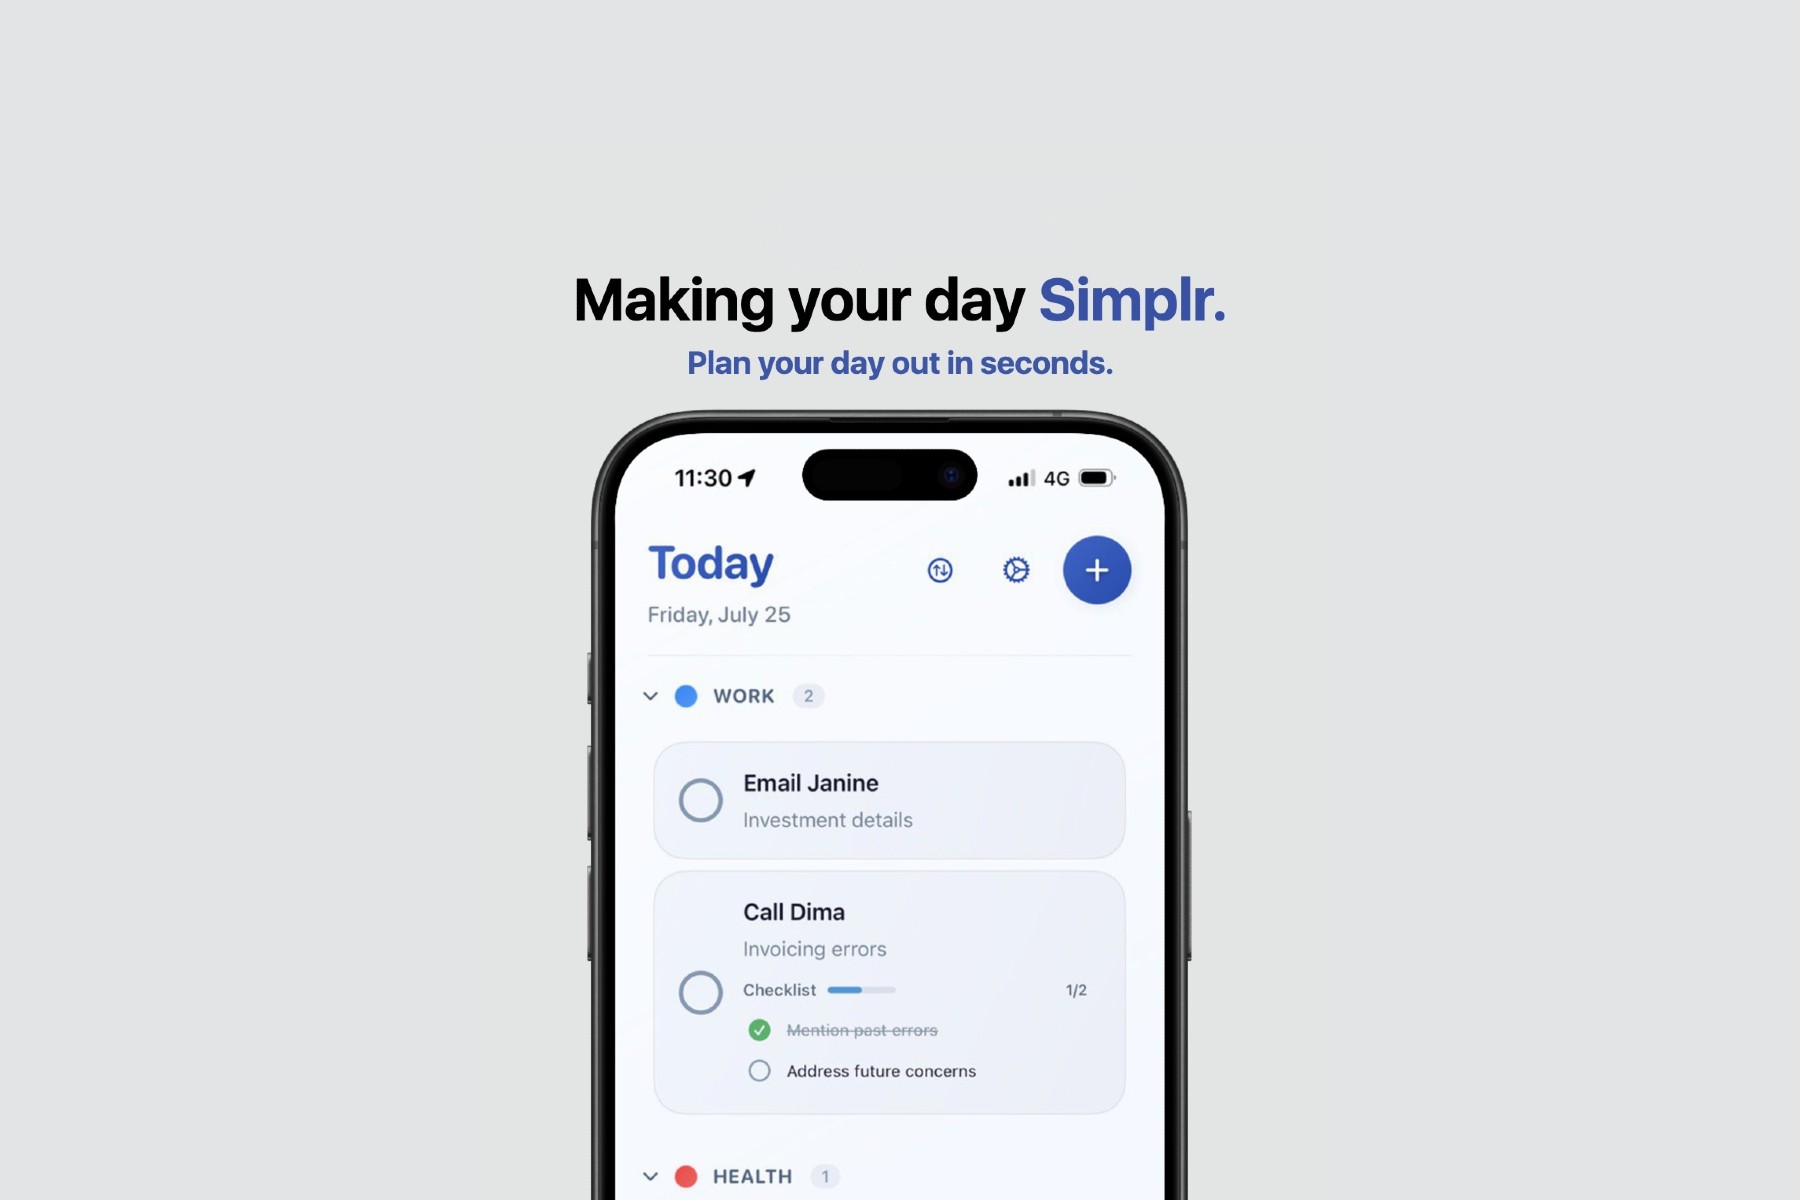 Making your day Simplr.
Plan your day out in seconds.
11:30 4G
Today
Friday, July 25
WORK 2
Email Janine
Investment details
Call Dima
Invoicing errors
Checklist 1/2
Mention past errors
Address future concerns
HEALTH 1